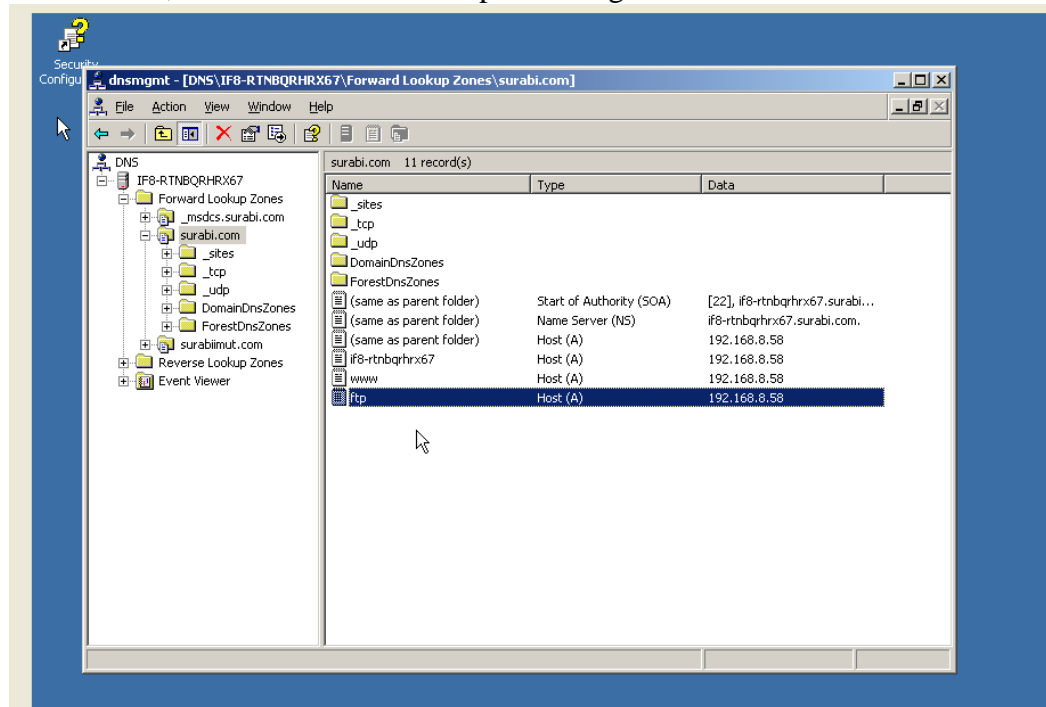 Security
Configu
dnsmgmt - [DNS\IF8-RTNBQRHRX67\Forward Lookup Zones\surabi.com]
File Action View Window Help
DNS
IF8-RTNBQRHRX67
Forward Lookup Zones
_msdcs.surabi.com
surabi.com
_sites
_tcp
_udp
DomainDnsZones
ForestDnsZones
surabiimut.com
Reverse Lookup Zones
Event Viewer
surabi.com 11 record(s)
Name Type Data
_sites
_tcp
_udp
DomainDnsZones
ForestDnsZones
(same as parent folder) Start of Authority (SOA) [22], if8-rtnbqrhrx67.surabi...
(same as parent folder) Name Server (NS) if8-rtnbqrhrx67.surabi.com.
(same as parent folder) Host (A) 192.168.8.58
if8-rtnbqrhrx67 Host (A) 192.168.8.58
www Host (A) 192.168.8.58
ftp Host (A) 192.168.8.58